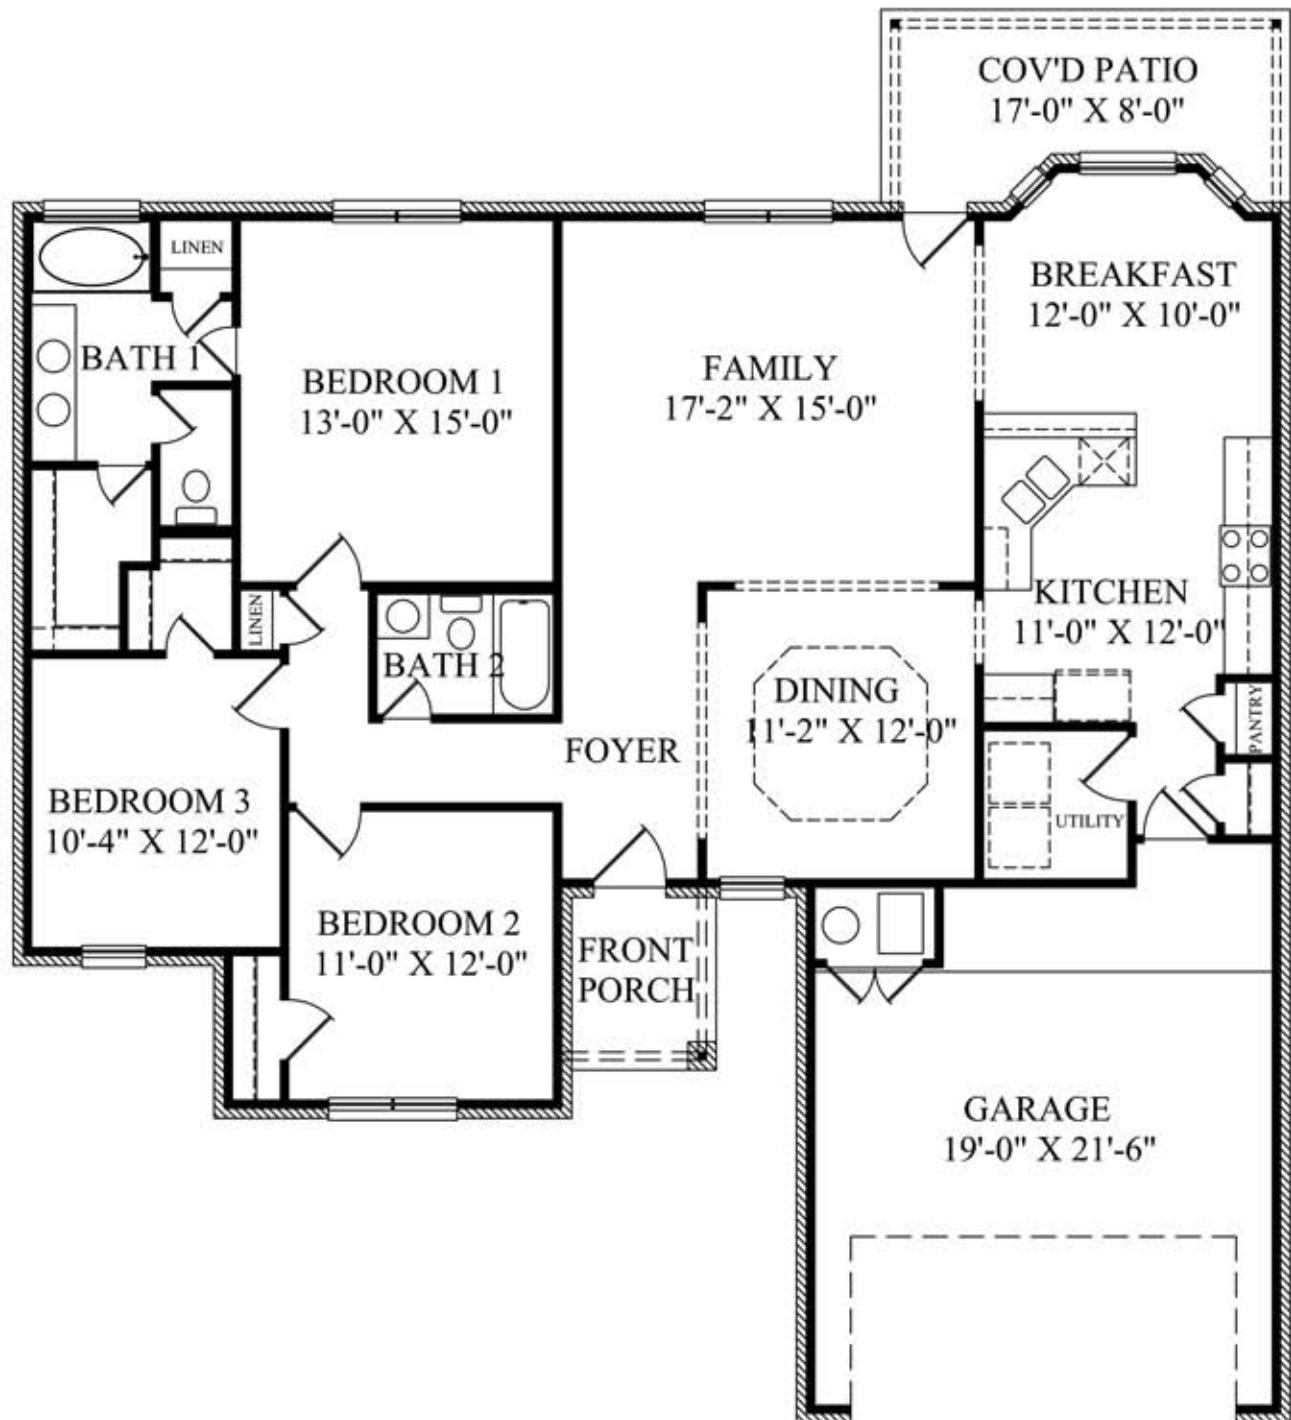 COV'D PATIO
17'-0" X 8'-0"
LINEN
BREAKFAST
12'-0" X 10'-0"
BATH 1
BEDROOM 1
13'-0" X 15'-0"
FAMILY
17'-2" X 15'-0"
KITCHEN
11'-0" X 12'-0"
LINEN
BATH 2
DINING
11'-2" X 12'-0"
PANTRY
FOYER
BEDROOM 3
10'-4" X 12'-0"
UTILITY
BEDROOM 2
11'-0" X 12'-0"
FRONT
PORCH
GARAGE
19'-0" X 21'-6"